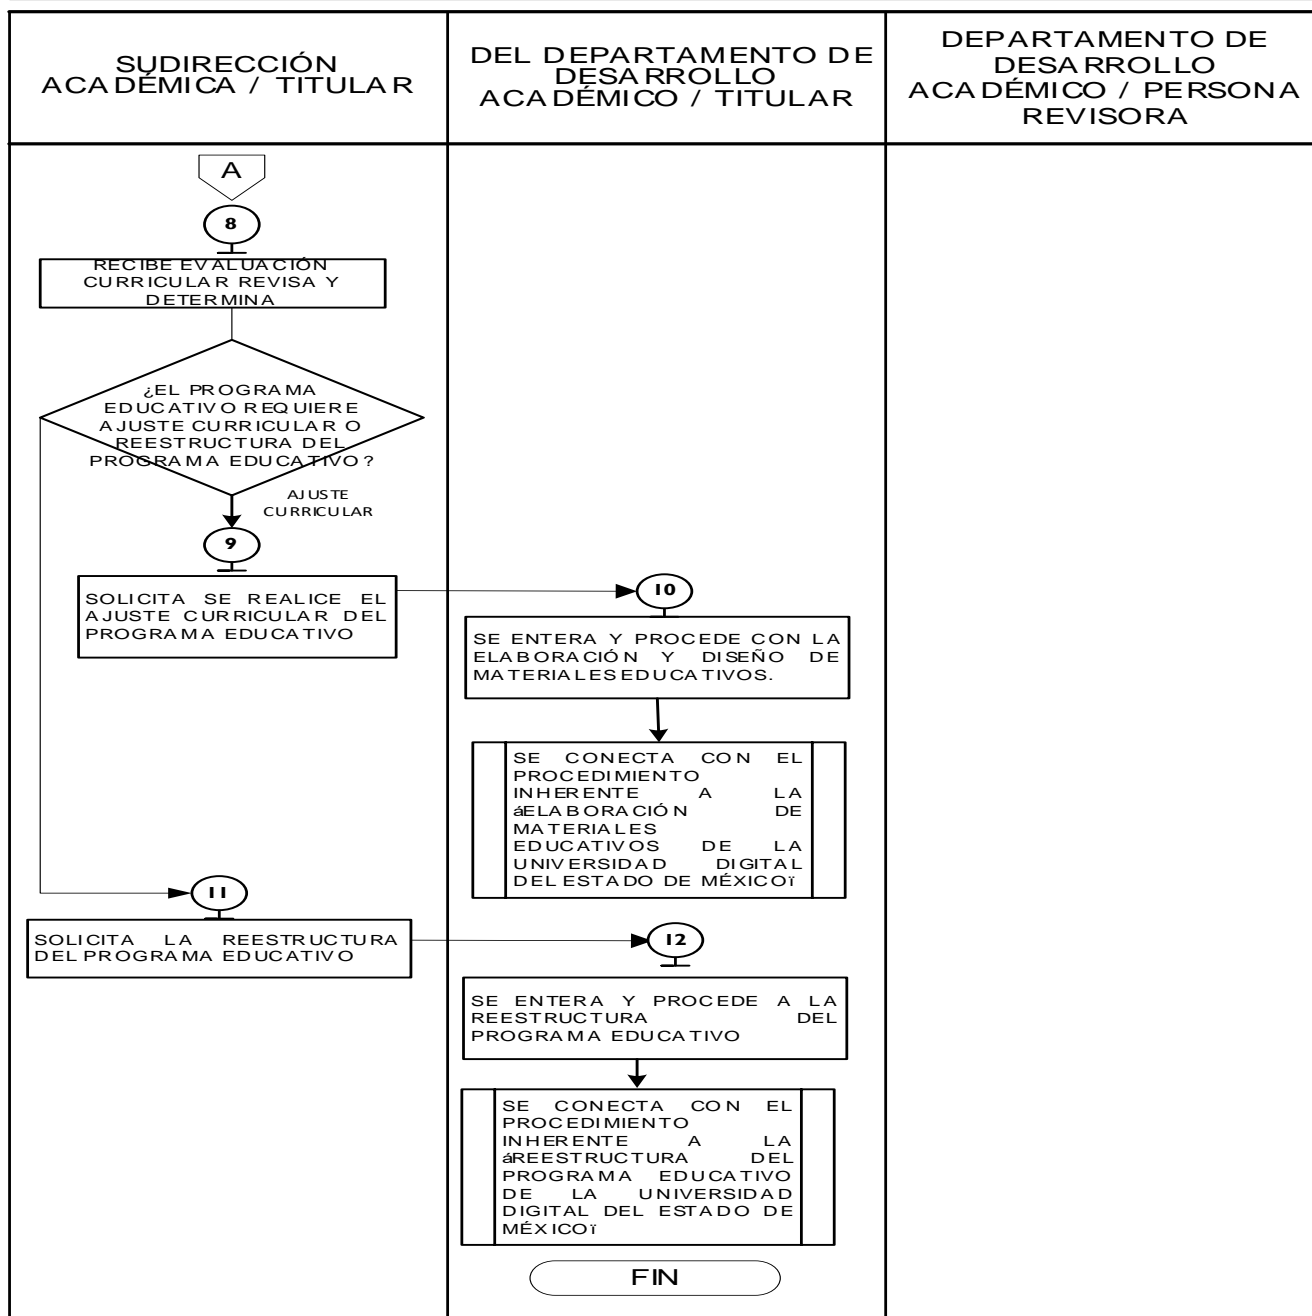 SUDIRECCIÓN
ACADÉMICA / TITULAR
DEL DEPARTAMENTO DE
DESARROLLO
ACADÉMICO / TITULAR
DEPARTAMENTO DE
DESARROLLO
ACADÉMICO / PERSONA
REVISORA
A
8
RECIBE EVALUACIÓN
CURRICULAR REVISA Y
DETERMINA
¿EL PROGRAMA
EDUCATIVO REQUIERE
AJUSTE CURRICULAR O
REESTRUCTURA DEL
PROGRAMA EDUCATIVO?
AJUSTE
CURRICULAR
9
SOLICITA SE REALICE EL
AJUSTE CURRICULAR DEL
PROGRAMA EDUCATIVO
10
SE ENTERA Y PROCEDE CON LA
ELABORACIÓN Y DISEÑO DE
MATERIALES EDUCATIVOS.
SE CONECTA CON EL
PROCEDIMIENTO
INHERENTE A LA
áELABORACIÓN DE
MATERIALES
EDUCATIVOS DE LA
UNIVERSIDAD DIGITAL
DEL ESTADO DE MÉXICOï
11
SOLICITA LA REESTRUCTURA
DEL PROGRAMA EDUCATIVO
12
SE ENTERA Y PROCEDE A LA
REESTRUCTURA DEL
PROGRAMA EDUCATIVO
SE CONECTA CON EL
PROCEDIMIENTO
INHERENTE A LA
áREESTRUCTURA DEL
PROGRAMA EDUCATIVO
DE LA UNIVERSIDAD
DIGITAL DEL ESTADO DE
MÉXICOï
FIN